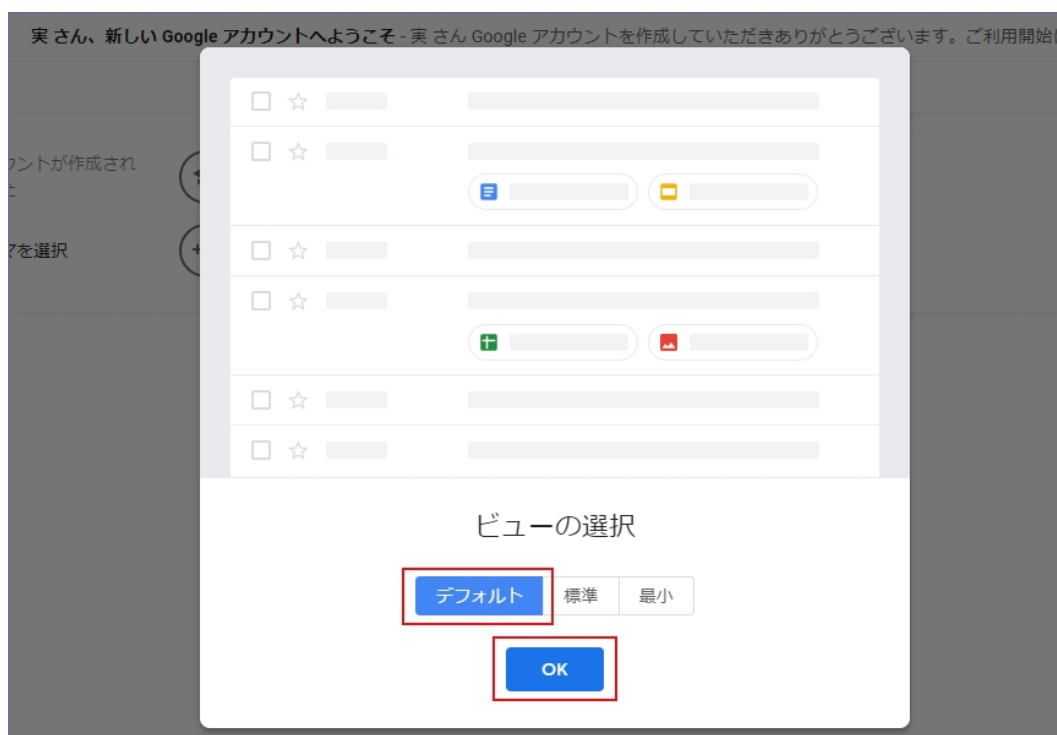 実 さん、新しい Google アカウントへようこそ - 実 さん Google アカウントを作成していただきありがとうございます。ご利用開始
ウントが作成され
た
マを選択
ビューの選択
デフォルト 標準 最小
OK